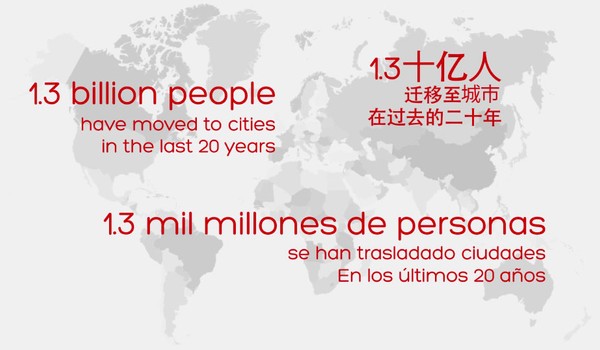 1.3 billion people
have moved to cities
in the last 20 years
1.3十亿人
迁移至城市
在过去的二十年
1.3 mil millones de personas
se han trasladado ciudades
En los últimos 20 años